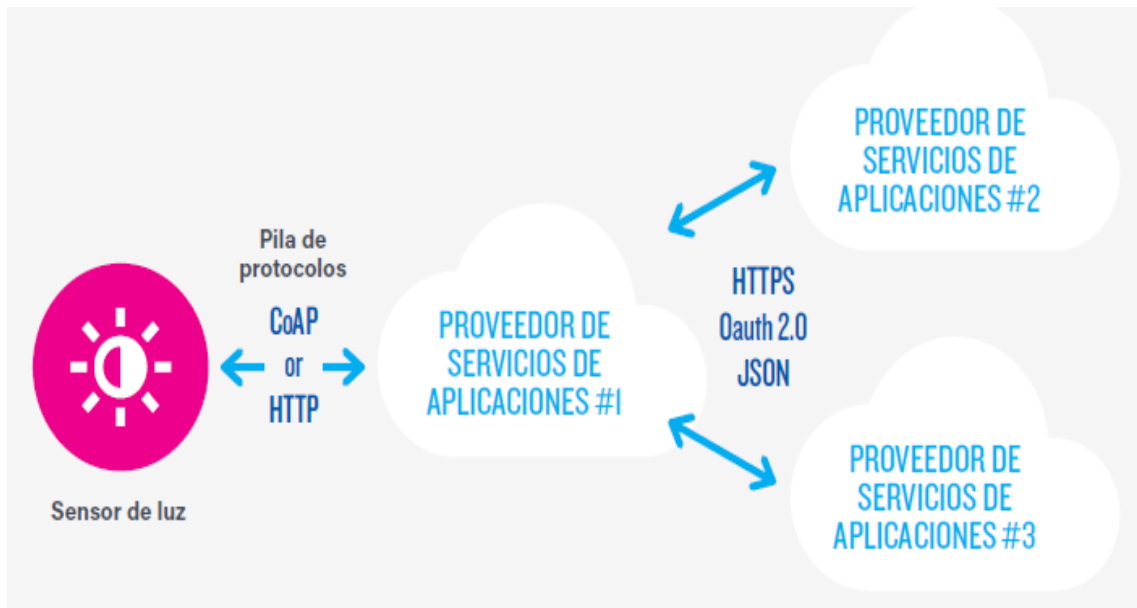 Pila de
protocolos
CoAP
or
HTTP
Sensor de luz
PROVEEDOR DE
SERVICIOS DE
APLICACIONES #1
HTTPS
Oauth 2.0
JSON
PROVEEDOR DE
SERVICIOS DE
APLICACIONES #2
PROVEEDOR DE
SERVICIOS DE
APLICACIONES #3